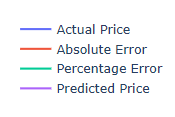 Actual Price
Absolute Error
Percentage Error
Predicted Price